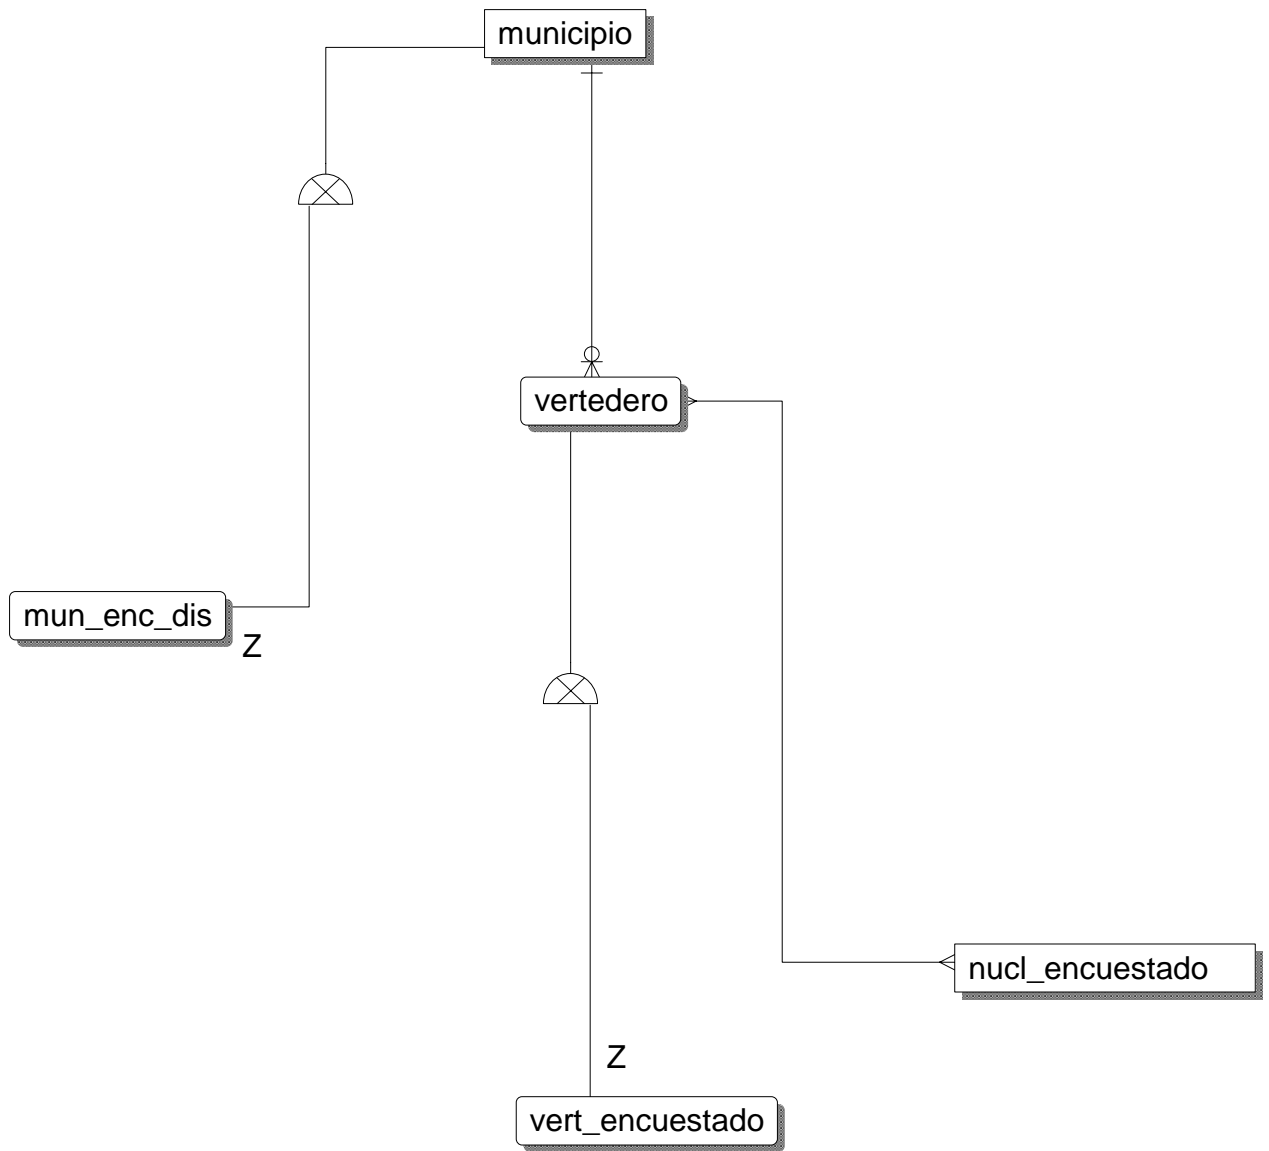 municipio
vertedero
mun_enc_dis
Z
nucl_encuestado
Z
vert_encuestado